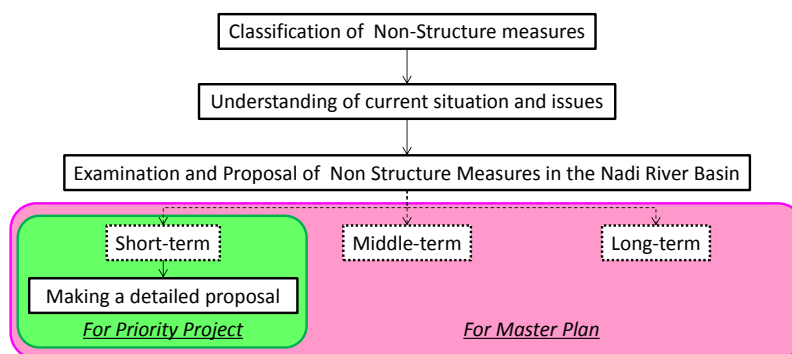 Classification of Non-Structure measures
Understanding of current situation and issues
Examination and Proposal of Non Structure Measures in the Nadi River Basin
Short-term
Middle-term
Long-term
Making a detailed proposal
For Priority Project
For Master Plan